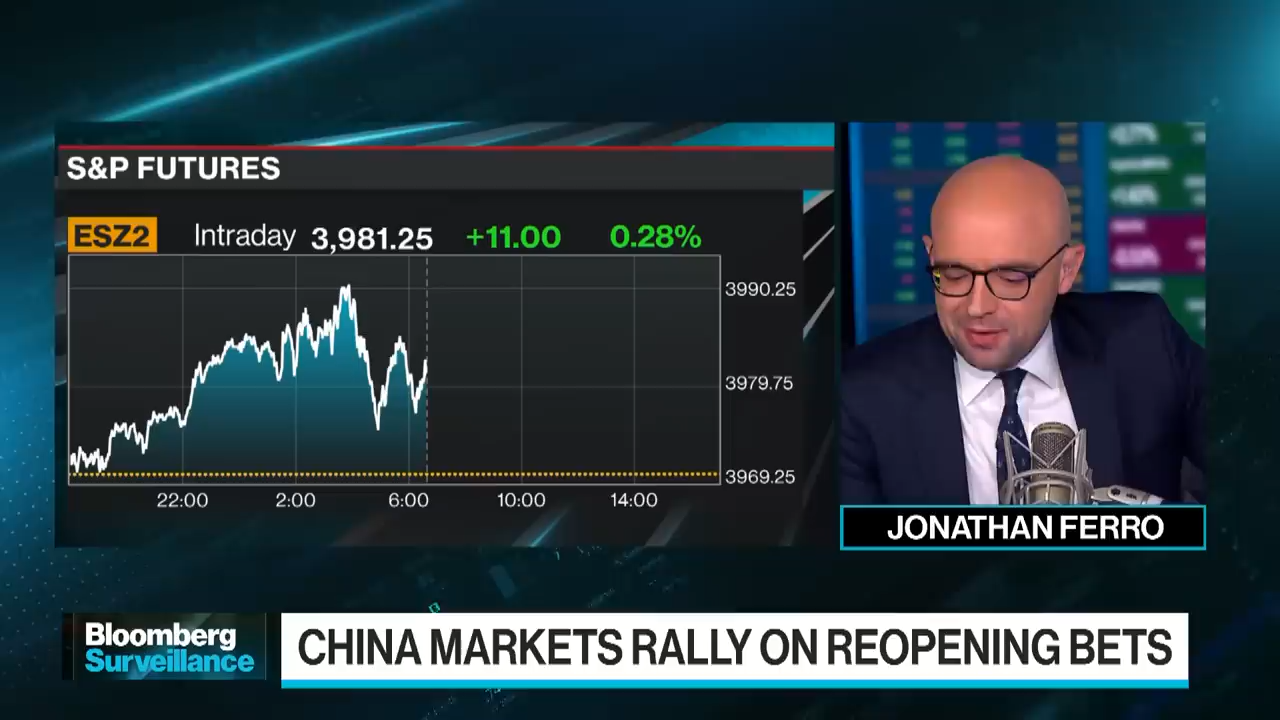 S&P FUTURES
ESZ2 Intraday 3,981.25 +11.00 0.28%
3990.25
3979.75
3969.25
22:00 2:00 6:00 10:00 14:00
JONATHAN FERRO
Bloomberg
Surveillance
CHINA MARKETS RALLY ON REOPENING BETS